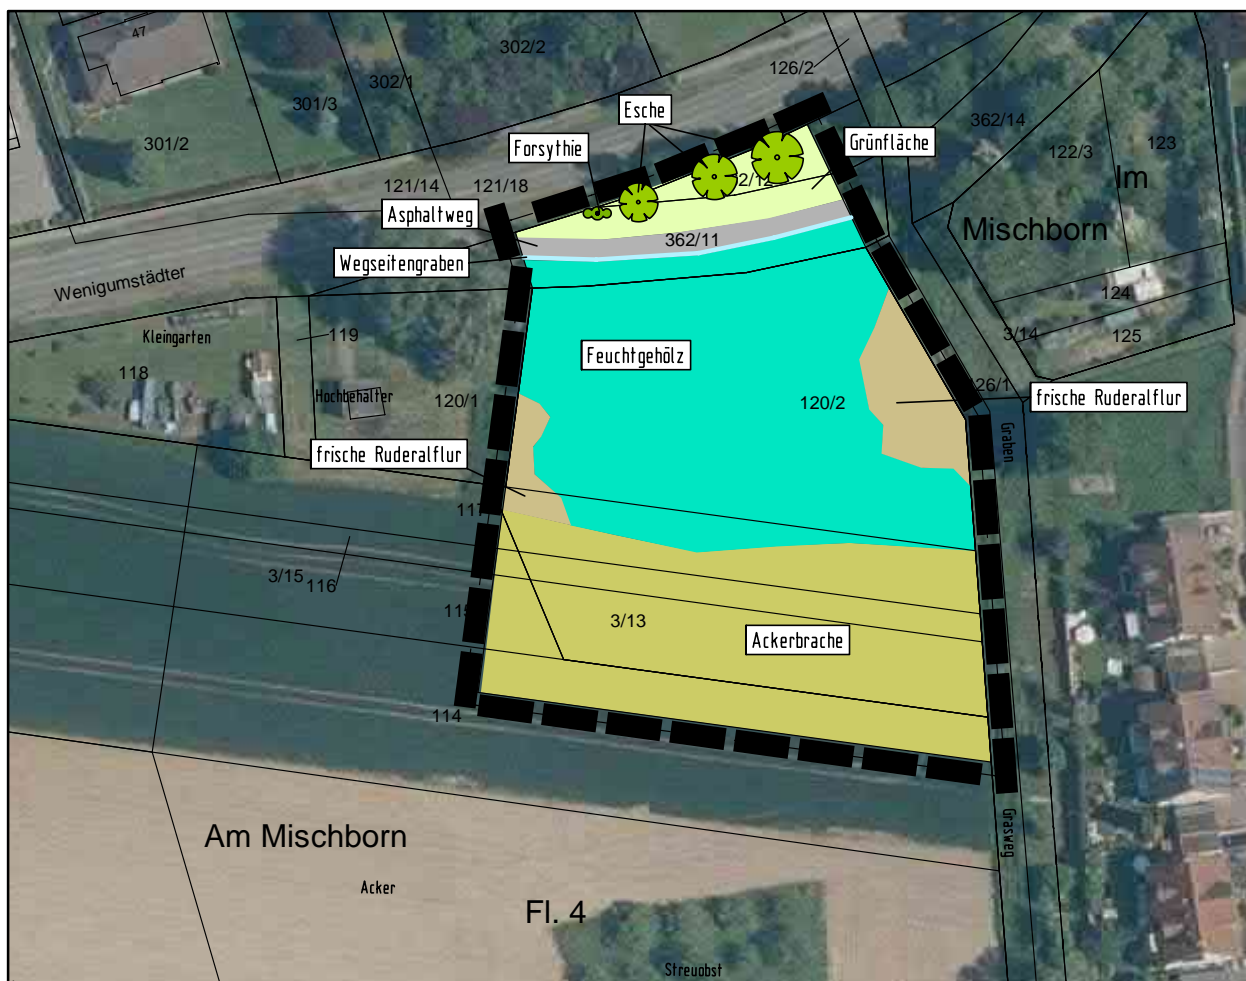 47
302/2
126/2
302/1
301/3
301/2
Esche
362/14
123
122/3
Forsythie
Grünfläche
Im
121/14
121/18
2/12
Asphaltweg
362/11
Mischborn
Wegseitengraben
Wenigumstädter
124
3/14
125
Kleingarten
119
118
Feuchtgehölz
Hochbehälter
120/1
120/2
26/1
frische Ruderalflur
Graben
frische Ruderalflur
117
3/15
116
115
3/13
Ackerbrache
114
Am Mischborn
Grasweg
Acker
Fl. 4
Streuobst